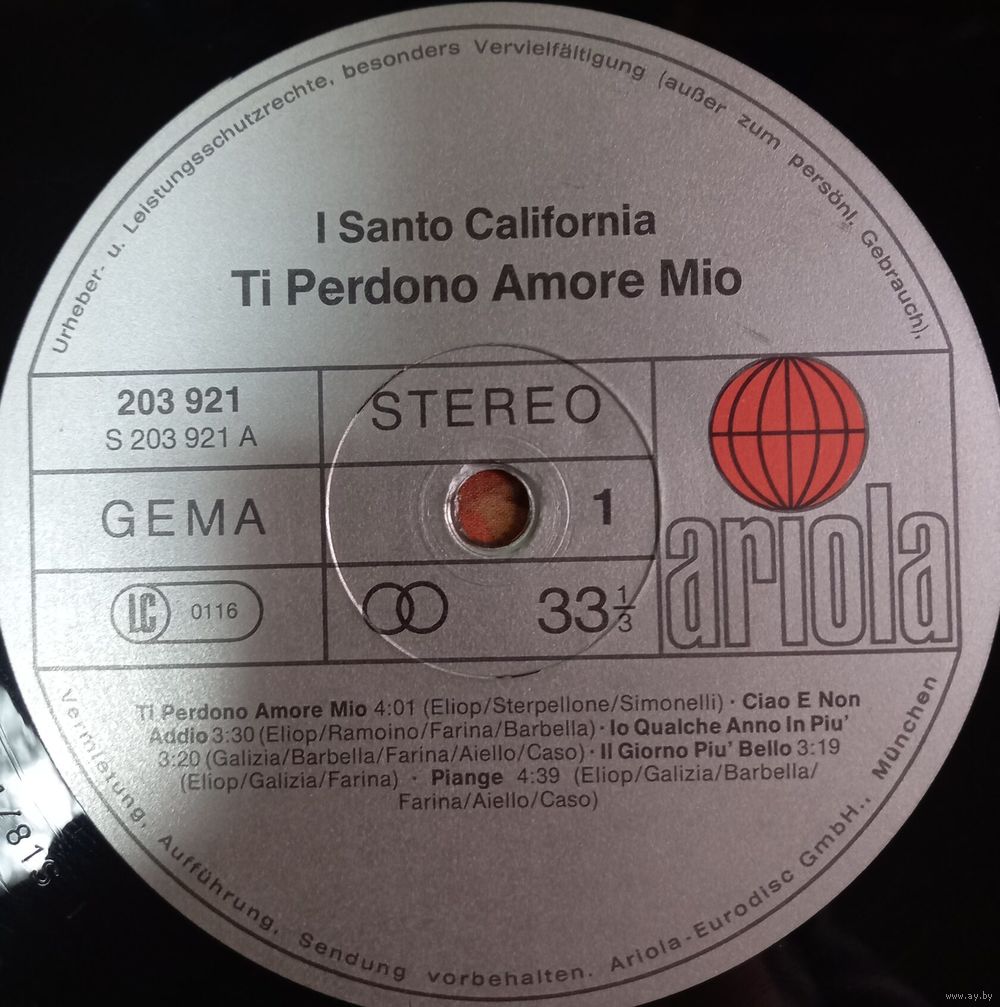 Urheber- u. Leistungsschutzrechte, besonders Vervielfältigung (außer zum persönl. Gebrauch),
I Santo California
Ti Perdono Amore Mio
203 921
S 203 921 A
STEREO
GEMA
1
LC 0116
33 1/3
ariola
Ti Perdono Amore Mio 4:01 (Eliop/Sterpellone/Simonelli) · Ciao E Non
Addio 3:30 (Eliop/Ramoino/Farina/Barbella) · Io Qualche Anno In Piu'
3:20 (Galizia/Barbella/Farina/Aiello/Caso) · Il Giorno Piu' Bello 3:19
(Eliop/Galizia/Farina) · Piange 4:39 (Eliop/Galizia/Barbella/
Farina/Aiello/Caso)
Vermietung, Aufführung, Sendung vorbehalten. Ariola-Eurodisc GmbH., München
www.ay.by